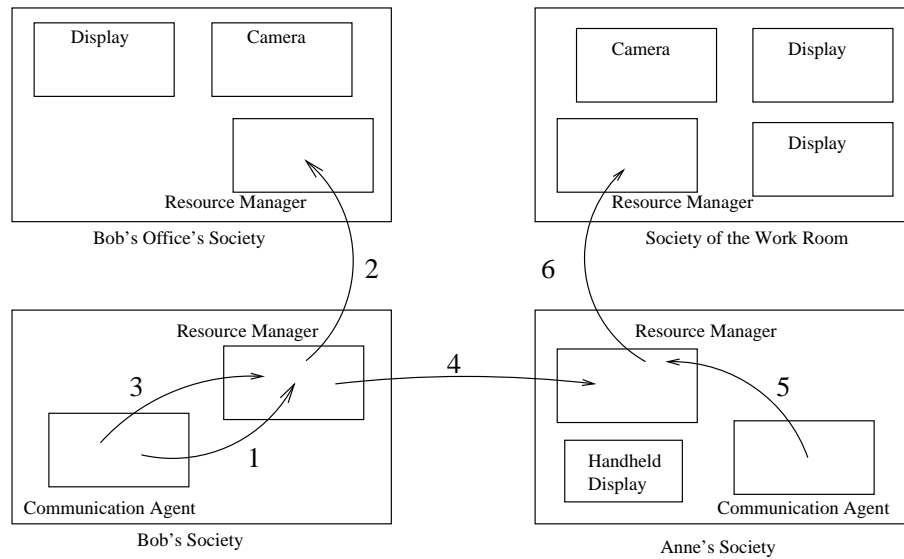 Display
Camera
Resource Manager
Bob's Office's Society
Camera
Display
Display
Resource Manager
Society of the Work Room
2
6
Resource Manager
3
1
Communication Agent
Bob's Society
4
Resource Manager
5
Handheld
Display
Communication Agent
Anne's Society